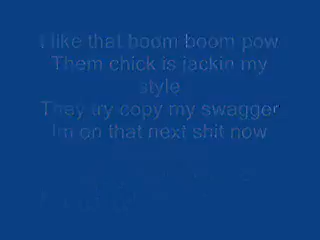 I like that boom boom pow
Them chick is jackin my
style
They try copy my swagger
Im on that next shit now